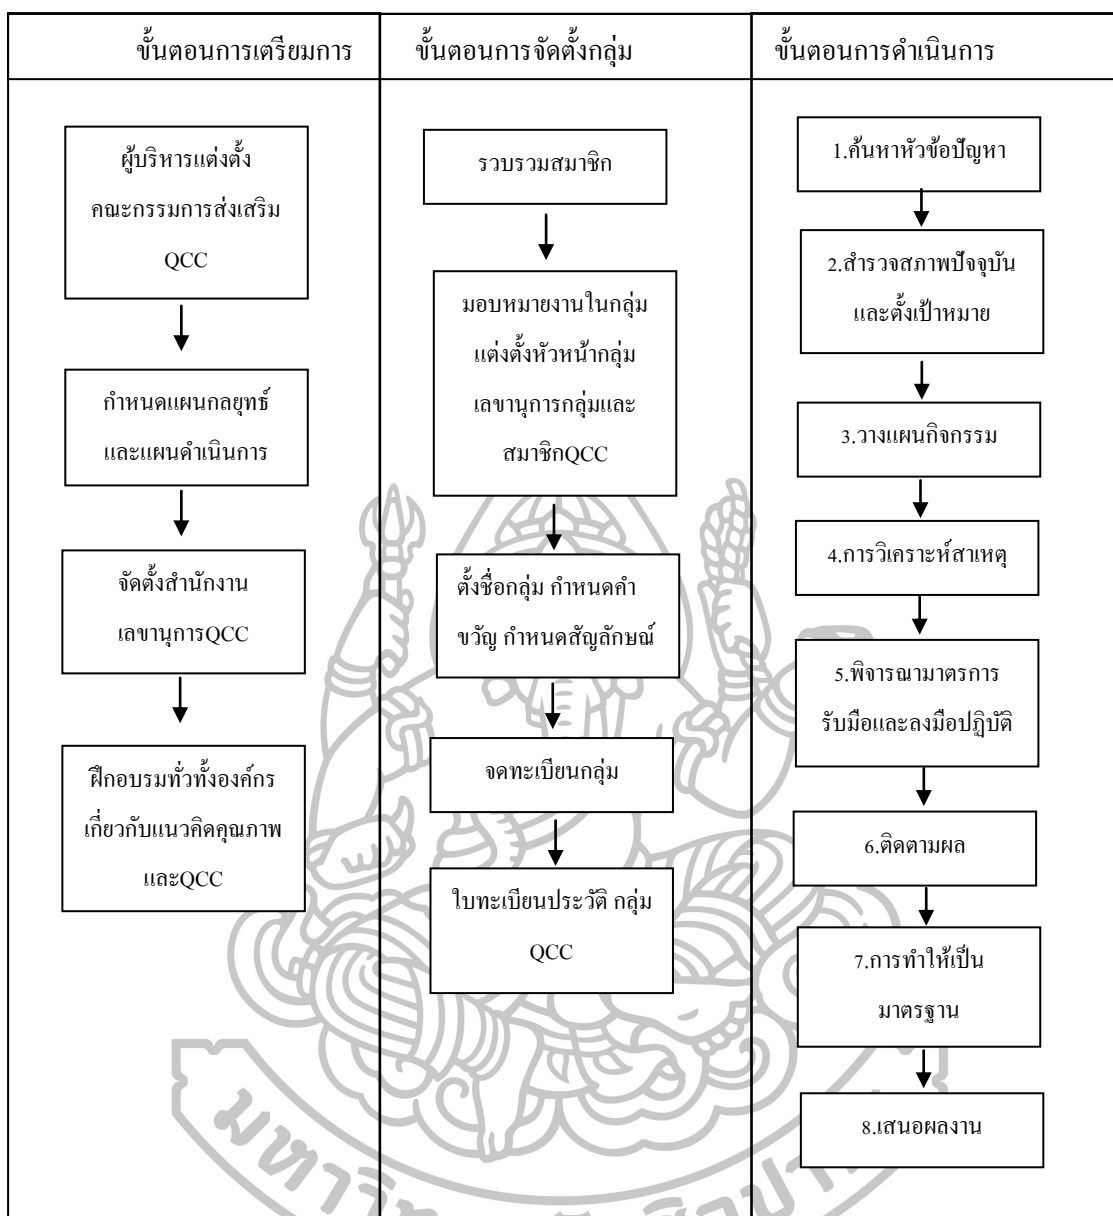 ขั้นตอนการเตรียมการ
ขั้นตอนการจัดตั้งกลุ่ม
ขั้นตอนการดำเนินการ
ผู้บริหารแต่งตั้ง
คณะกรรมการส่งเสริม
QCC
กำหนดแผนกลยุทธ์
และแผนดำเนินการ
จัดตั้งสำนักงาน
เลขานุการQCC
ฝึกอบรมทั่วทั้งองค์กร
เกี่ยวกับแนวคิดคุณภาพ
และQCC
รวบรวมสมาชิก
มอบหมายงานในกลุ่ม
แต่งตั้งหัวหน้ากลุ่ม
เลขานุการกลุ่มและ
สมาชิกQCC
ตั้งชื่อกลุ่ม กำหนดคำ
ขวัญ กำหนดสัญลักษณ์
จดทะเบียนกลุ่ม
ใบทะเบียนประวัติ กลุ่ม
QCC
1.ค้นหาหัวข้อปัญหา
2.สำรวจสภาพปัจจุบัน
และตั้งเป้าหมาย
3.วางแผนกิจกรรม
4.การวิเคราะห์สาเหตุ
5.พิจารณามาตรการ
รับมือและลงมือปฏิบัติ
6.ติดตามผล
7.การทำให้เป็น
มาตรฐาน
8.เสนอผลงาน